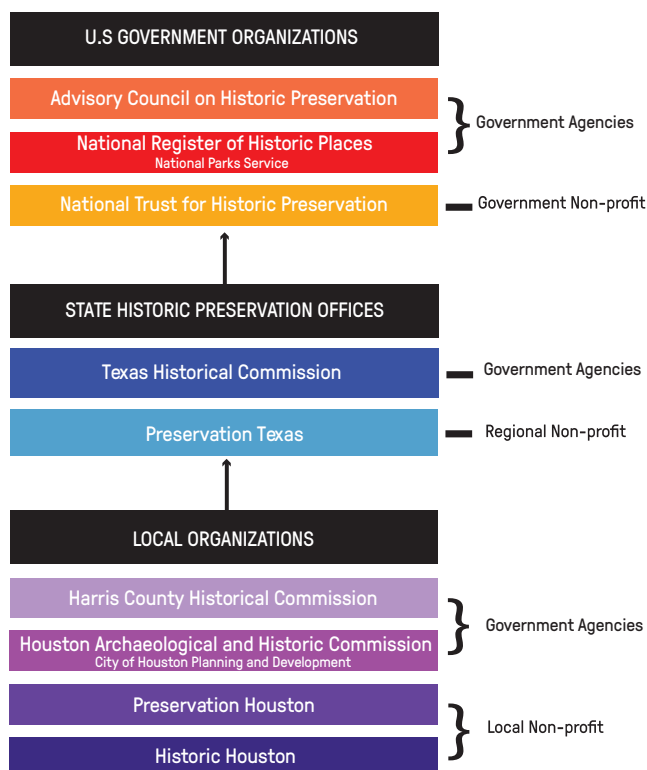 U.S GOVERNMENT ORGANIZATIONS
Advisory Council on Historic Preservation
National Register of Historic Places
National Parks Service
Government Agencies
National Trust for Historic Preservation
Government Non-profit
STATE HISTORIC PRESERVATION OFFICES
Texas Historical Commission
Government Agencies
Preservation Texas
Regional Non-profit
LOCAL ORGANIZATIONS
Harris County Historical Commission
Houston Archaeological and Historic Commission
City of Houston Planning and Development
Government Agencies
Preservation Houston
Historic Houston
Local Non-profit